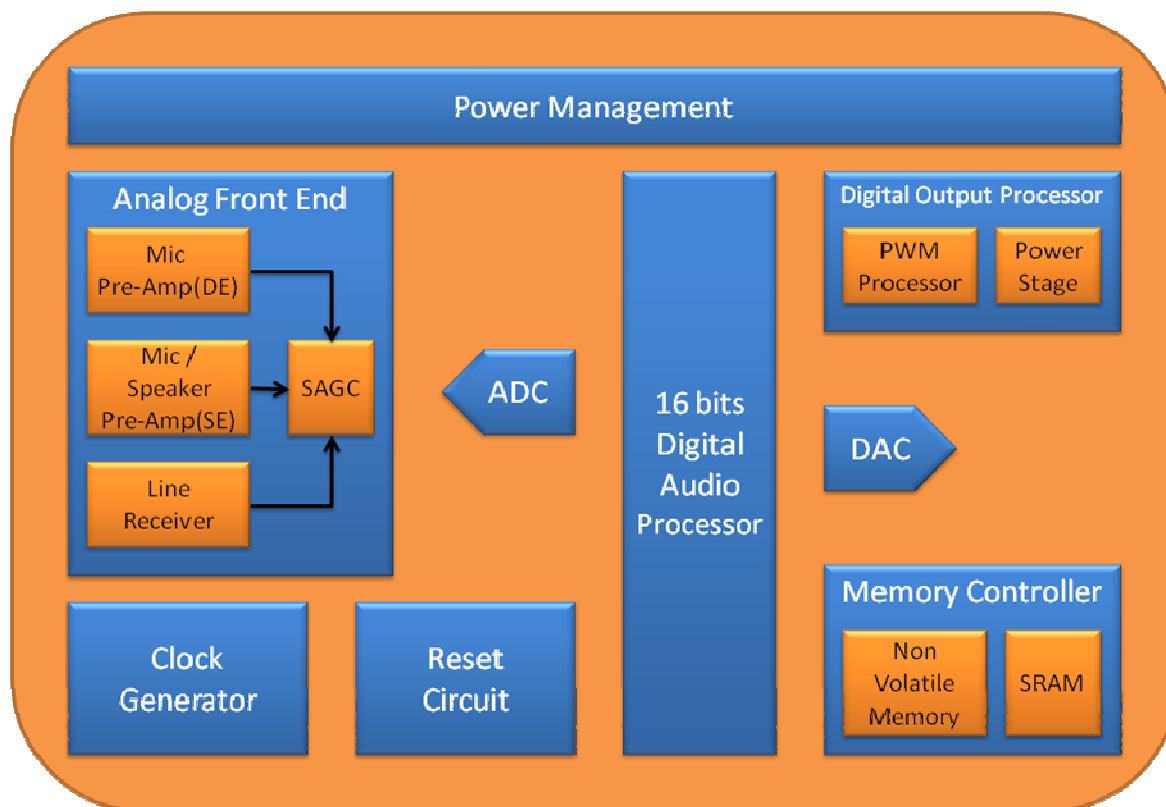 Power Management
Analog Front End
Mic
Pre-Amp(DE)
Mic /
Speaker
Pre-Amp(SE)
Line
Receiver
SAGC
ADC
16 bits
Digital
Audio
Processor
Digital Output Processor
PWM
Processor
Power
Stage
DAC
Clock
Generator
Reset
Circuit
Memory Controller
Non
Volatile
Memory
SRAM